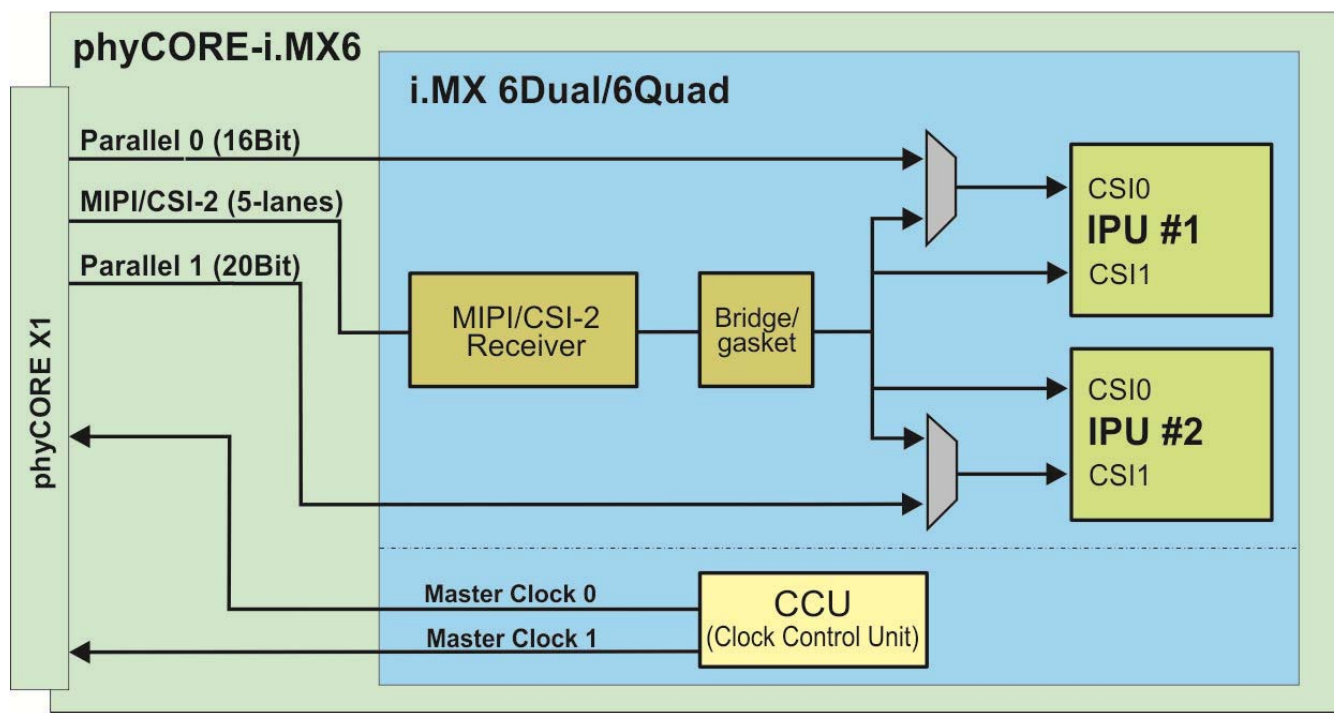 phyCORE-i.MX6
i.MX 6Dual/6Quad
Parallel 0 (16Bit)
MIPI/CSI-2 (5-lanes)
Parallel 1 (20Bit)
phyCORE X1
MIPI/CSI-2
Receiver
Bridge/
gasket
CSI0
IPU #1
CSI1
CSI0
IPU #2
CSI1
Master Clock 0
Master Clock 1
CCU
(Clock Control Unit)